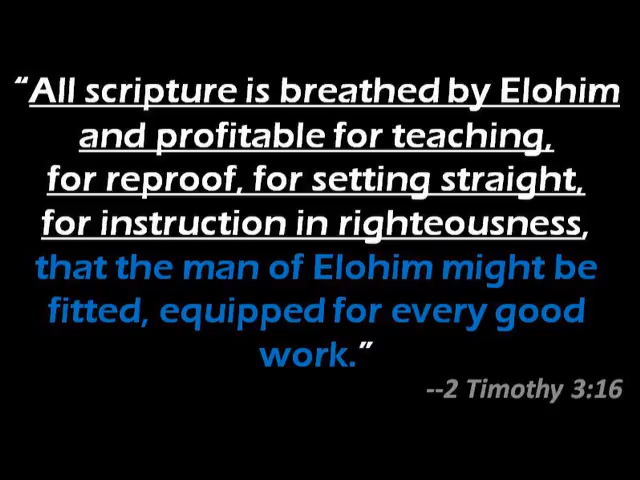 “All scripture is breathed by Elohim
and profitable for teaching,
for reproof, for setting straight,
for instruction in righteousness,
that the man of Elohim might be
fitted, equipped for every good
work.”
--2 Timothy 3:16